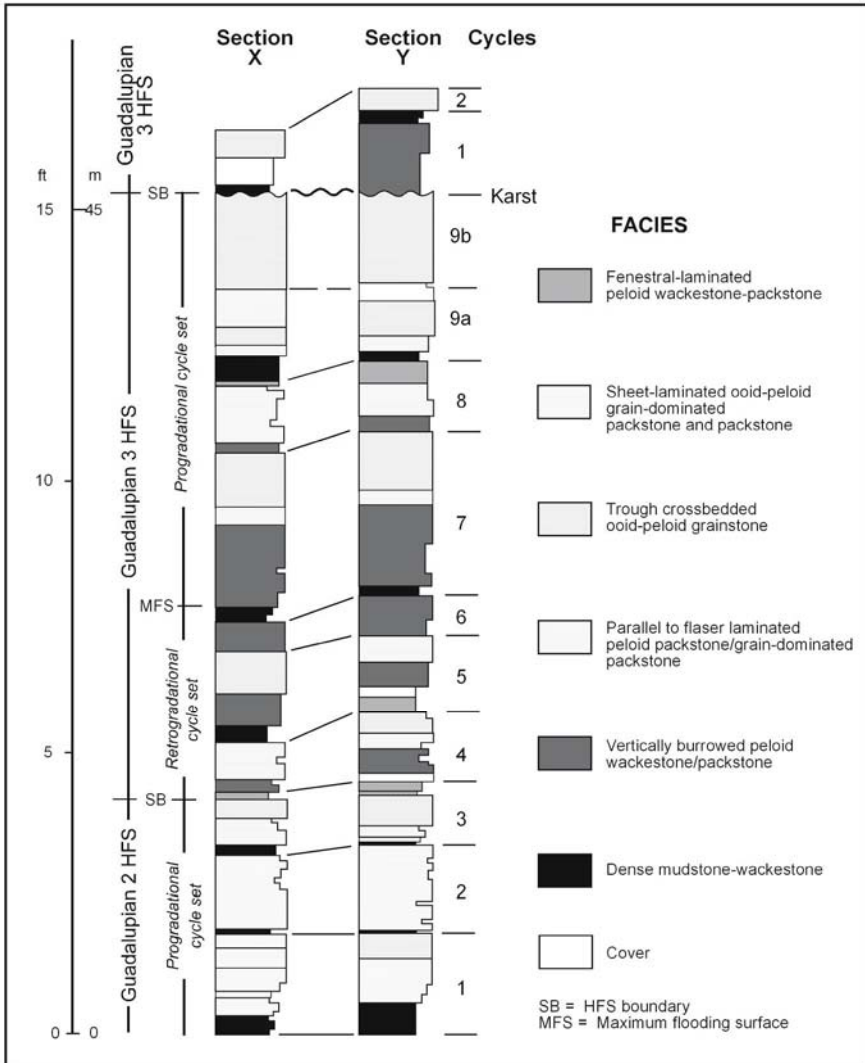 Section
X
Section
Y
Cycles
Guadalupian
3 HFS
ft
m
SB
15
45
Karst
2
1
9b
9a
8
7
6
5
4
3
2
1
Progradational cycle set
Guadalupian 3 HFS
10
MFS
Retrogradational
cycle set
5
SB
Guadalupian 2 HFS
Progradational
cycle set
0
0
FACIES
Fenestral-laminated
peloid wackestone-packstone
Sheet-laminated ooid-peloid
grain-dominated
packstone and packstone
Trough crossbedded
ooid-peloid grainstone
Parallel to flaser laminated
peloid packstone/grain-dominated
packstone
Vertically burrowed peloid
wackestone/packstone
Dense mudstone-wackestone
Cover
SB = HFS boundary
MFS = Maximum flooding surface